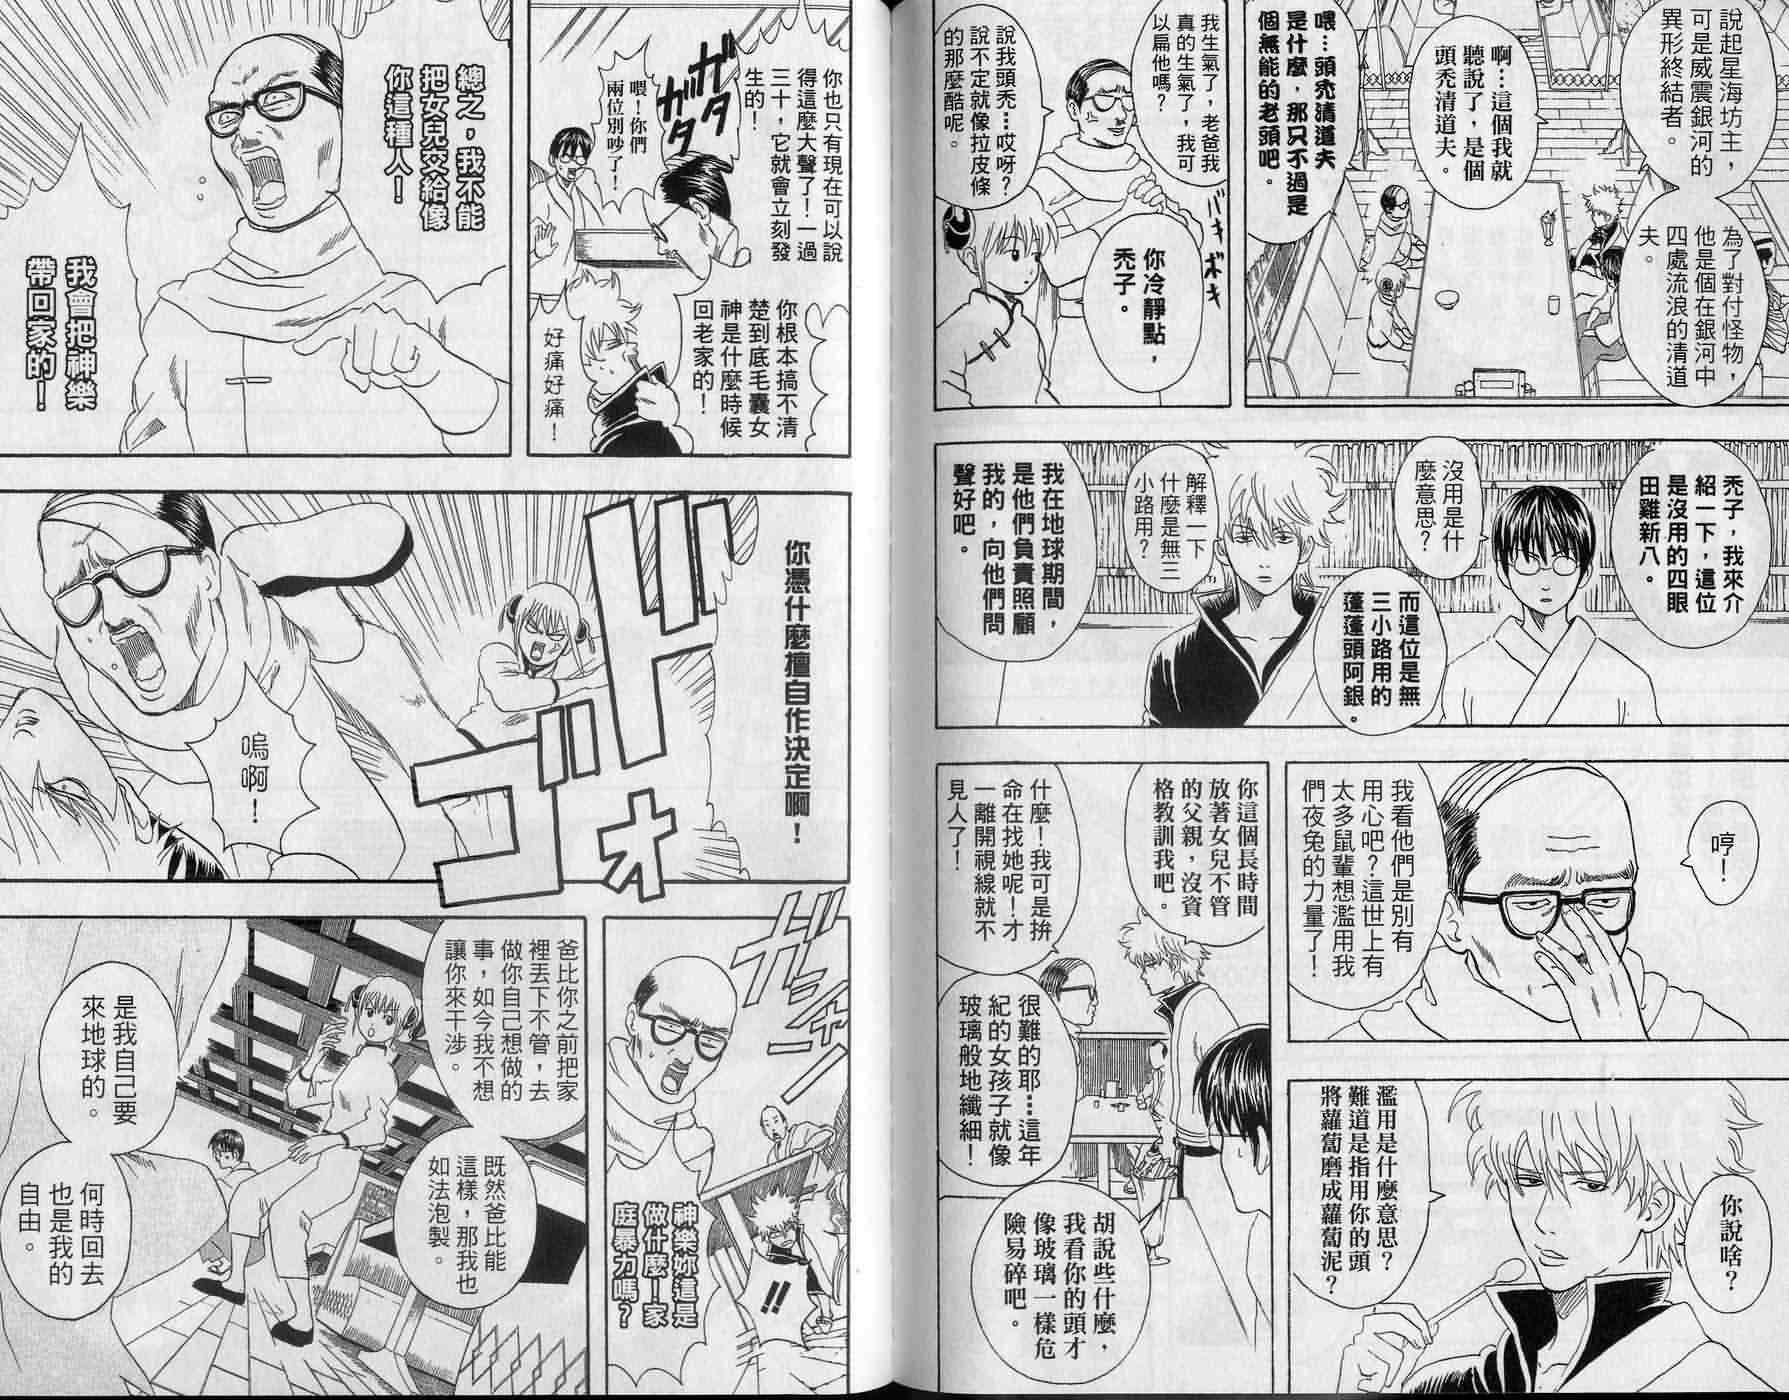 說起星海坊主，
可是威震銀河的
異形終結者。
為了對付怪物，
他是個在銀河中
四處流浪的清道
夫。
啊…這個我就
聽說了，是個
頭禿清道夫。
喂…頭禿清道夫
是什麼，那只不過是
個無能的老頭吧。
我生氣了，老爸我
真的生氣了，我可
以扁他嗎？
說我頭禿…哎呀？
說不定就像拉皮條
的那麼酷呢。
バキ
ボキ
你冷靜點，
禿子。
禿子，我來介
紹一下，這位
是沒用的四眼
田雞新八。
沒用是什
麼意思？
而這位是無
三小路用的
蓬蓬頭阿銀。
解釋一下
什麼是無三
小路用？
我在地球期間，
是他們負責照顧
我的，向他們問
聲好吧。
哼！
我看他們是別有
用心吧？這世上有
太多鼠輩想濫用我
們夜兔的力量了！
你說啥？
濫用是什麼意思？
難道是指用你的頭
將蘿蔔磨成蘿蔔泥？
你這個長時間
放著女兒不管
的父親，沒資
格教訓我吧。
什麼！我可是拚
命在找她呢！才
一離開視線就不
見人了！
很難的耶…這年
紀的女孩子就像
玻璃般地纖細！
胡說些什麼，
我看你的頭才
像玻璃一樣危
險易碎吧。
你也只有現在可以說
得這麼大聲了！一過
三十，它就會立刻發
生的！
ガタ
ガタ
喂！你們
兩位別吵了！
你根本搞不清
楚到底毛囊女
神是什麼時候
回老家的！
好痛好痛！
總之，我不能
把女兒交給像
你這種人！
我會把神樂
帶回家的！
你憑什麼擅自作決定啊！
ドゴォ
嗚啊！
ガシャ
神樂妳這是
做什麼！家
庭暴力嗎？
!!
爸比你之前把家
裡丟下不管，去
做你自己想做的
事，如今我不想
讓你來干涉。
既然爸比能
這樣，那我也
如法泡製。
是我自己要
來地球的。
何時回去
也是我的
自由。